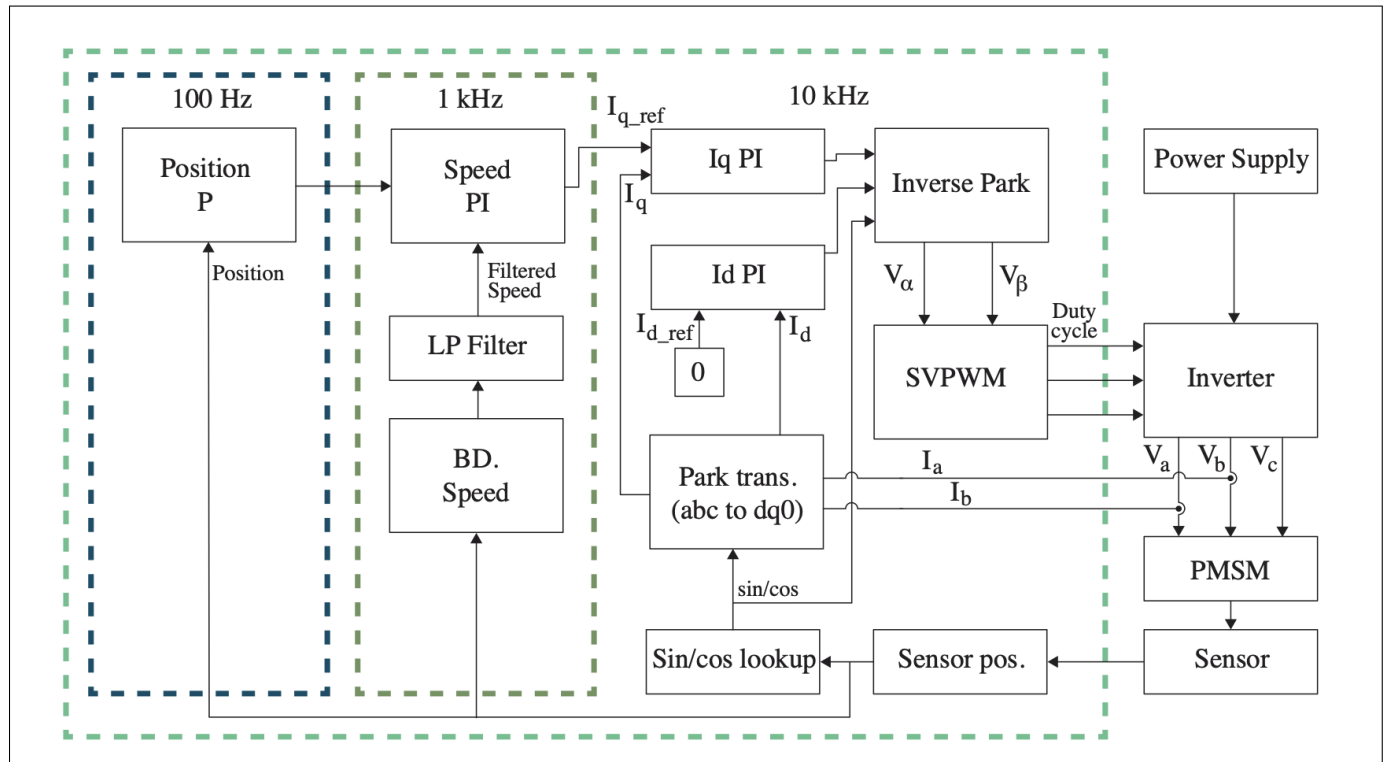 100 Hz
1 kHz
10 kHz
Position
P
Speed
PI
I_q_ref
I_q
Iq PI
Inverse Park
Power Supply
Position
Filtered
Speed
Id PI
V_α
V_β
I_d_ref
I_d
0
LP Filter
Duty
cycle
SVPWM
Inverter
BD.
Speed
Park trans.
(abc to dq0)
I_a
I_b
V_a
V_b
V_c
PMSM
sin/cos
Sin/cos lookup
Sensor pos.
Sensor